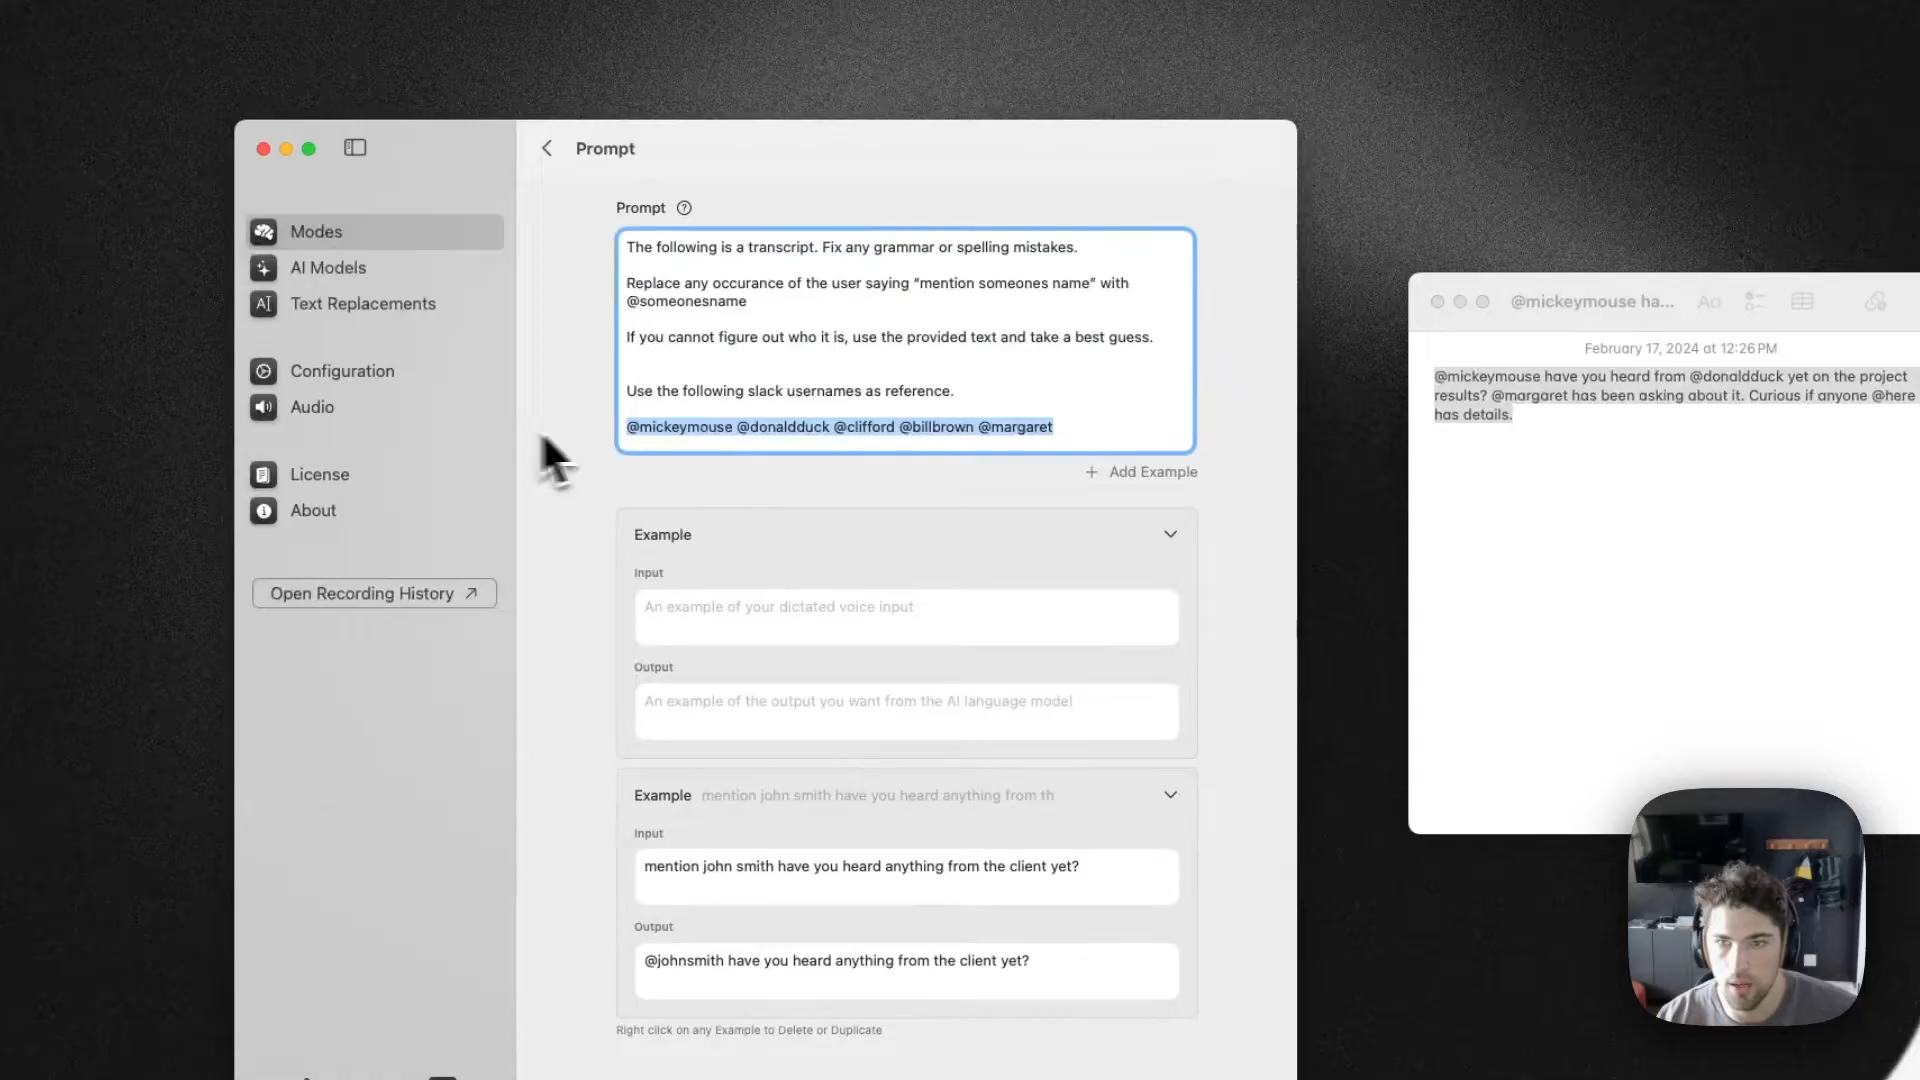 Prompt
Modes
AI Models
Text Replacements
Configuration
Audio
License
About
Open Recording History
Prompt
The following is a transcript. Fix any grammar or spelling mistakes.
Replace any occurance of the user saying “mention someones name” with
@someonesname
If you cannot figure out who it is, use the provided text and take a best guess.
Use the following slack usernames as reference.
@mickeymouse @donaldduck @clifford @billbrown @margaret
+ Add Example
Example
Input
An example of your dictated voice input
Output
An example of the output you want from the AI language model
Example mention john smith have you heard anything from th
Input
mention john smith have you heard anything from the client yet?
Output
@johnsmith have you heard anything from the client yet?
Right click on any Example to Delete or Duplicate
@mickeymouse ha... Aa
February 17, 2024 at 12:26 PM
@mickeymouse have you heard from @donaldduck yet on the project
results? @margaret has been asking about it. Curious if anyone @here
has details.